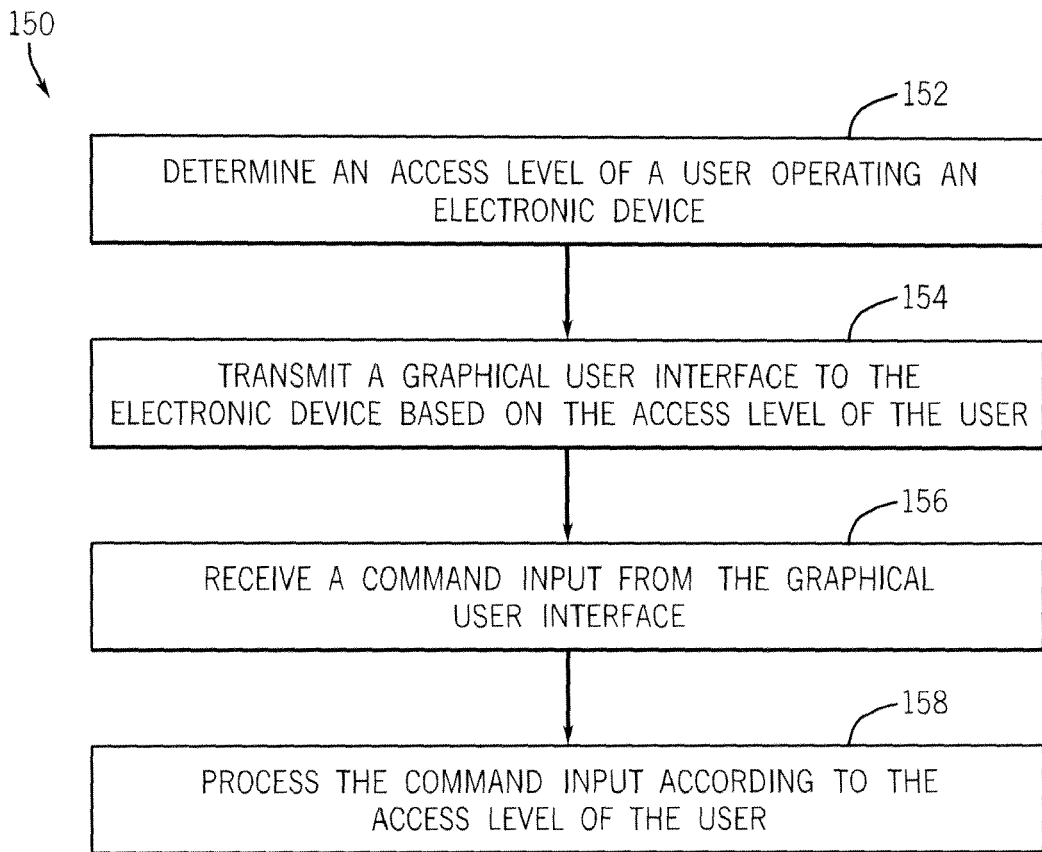 150
152
DETERMINE AN ACCESS LEVEL OF A USER OPERATING AN
ELECTRONIC DEVICE
154
TRANSMIT A GRAPHICAL USER INTERFACE TO THE
ELECTRONIC DEVICE BASED ON THE ACCESS LEVEL OF THE USER
156
RECEIVE A COMMAND INPUT FROM THE GRAPHICAL
USER INTERFACE
158
PROCESS THE COMMAND INPUT ACCORDING TO THE
ACCESS LEVEL OF THE USER